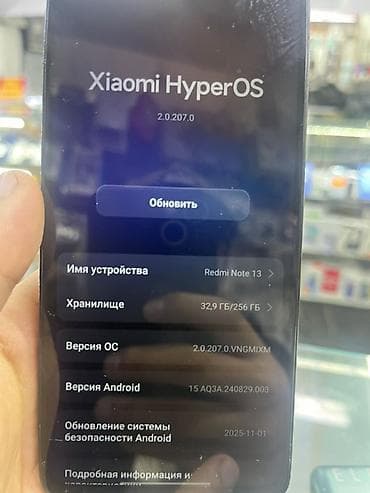 Xiaomi HyperOS
2.0.207.0
Обновить
Имя устройства Redmi Note 13
Хранилище 32,9 ГБ/256 ГБ
Версия ОС 2.0.207.0.VNGMIXM
Версия Android 15 AQ3A.240829.003
Обновление системы
безопасности Android 2025-11-01
Подробная информация и